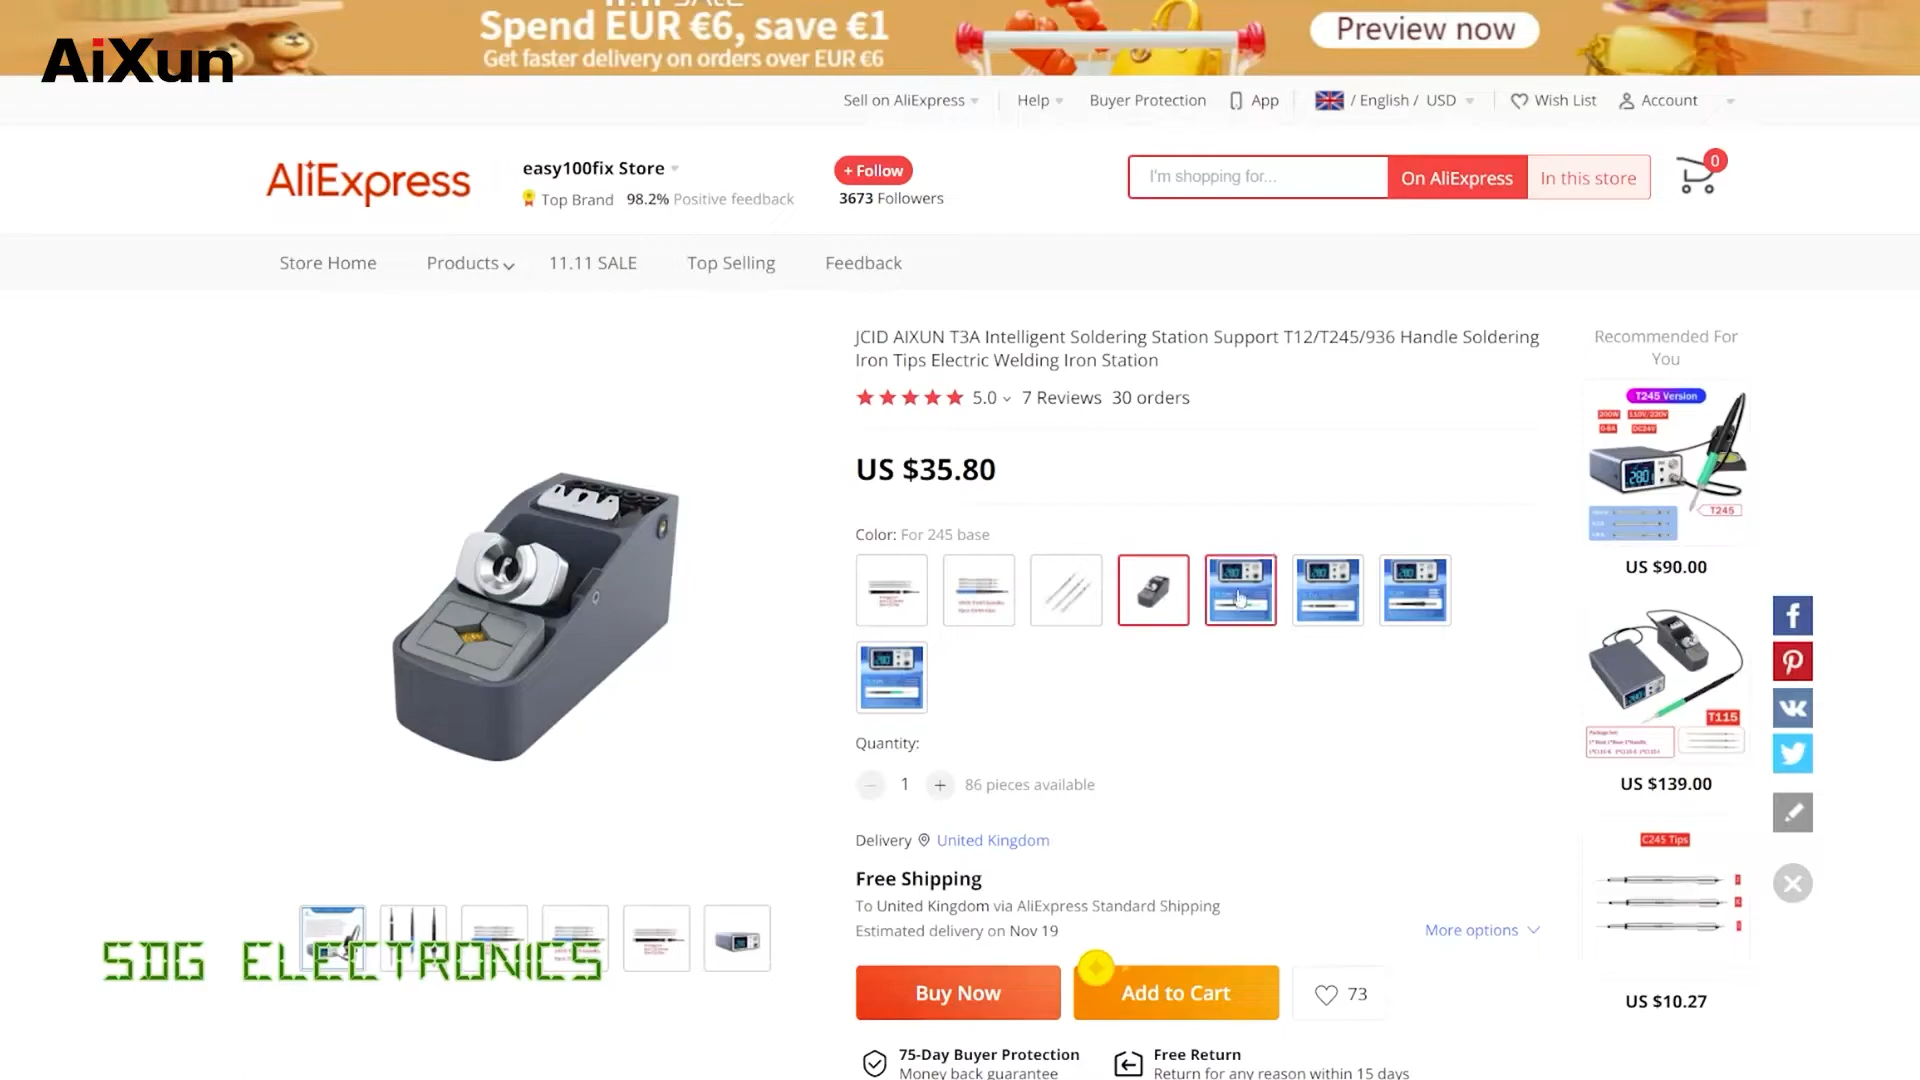 Spend EUR €6, save €1
Get faster delivery on orders over EUR €6
Preview now
AiXun
Sell on AliExpress
Help
Buyer Protection
App
/ English / USD
Wish List
Account
AliExpress
easy100fix Store
Top Brand 98.2% Positive feedback
+ Follow
3673 Followers
I'm shopping for...
On AliExpress
In this store
0
Store Home
Products
11.11 SALE
Top Selling
Feedback
JCID AIXUN T3A Intelligent Soldering Station Support T12/T245/936 Handle Soldering
Iron Tips Electric Welding Iron Station
5.0 7 Reviews 30 orders
US $35.80
Color: For 245 base
Quantity:
1
86 pieces available
Delivery United Kingdom
Free Shipping
To United Kingdom via AliExpress Standard Shipping
Estimated delivery on Nov 19
More options
Buy Now
Add to Cart
73
75-Day Buyer Protection
Money back guarantee
Free Return
Return for any reason within 15 days
Recommended For
You
T245 Version
200W
110V/220V
DC24V
280
T245
US $90.00
T115
US $139.00
C245 Tips
US $10.27
SDG ELECTRONICS